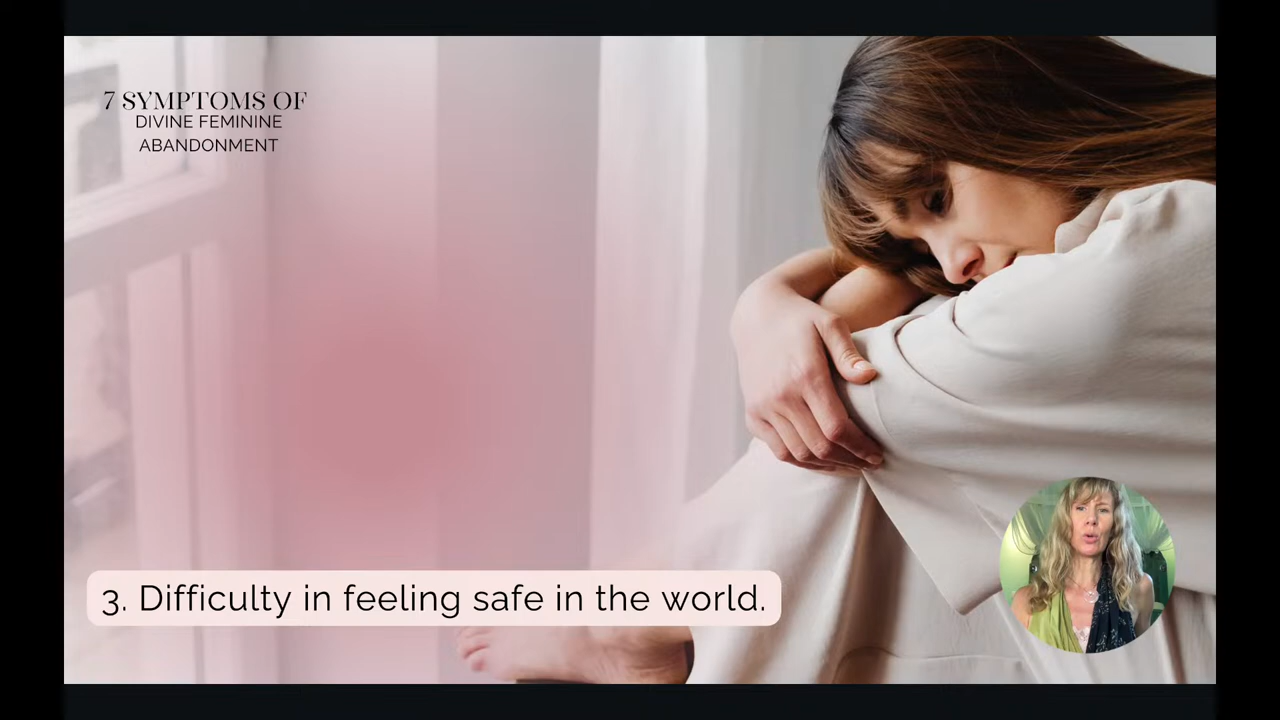 7 SYMPTOMS OF
DIVINE FEMININE
ABANDONMENT
3. Difficulty in feeling safe in the world.